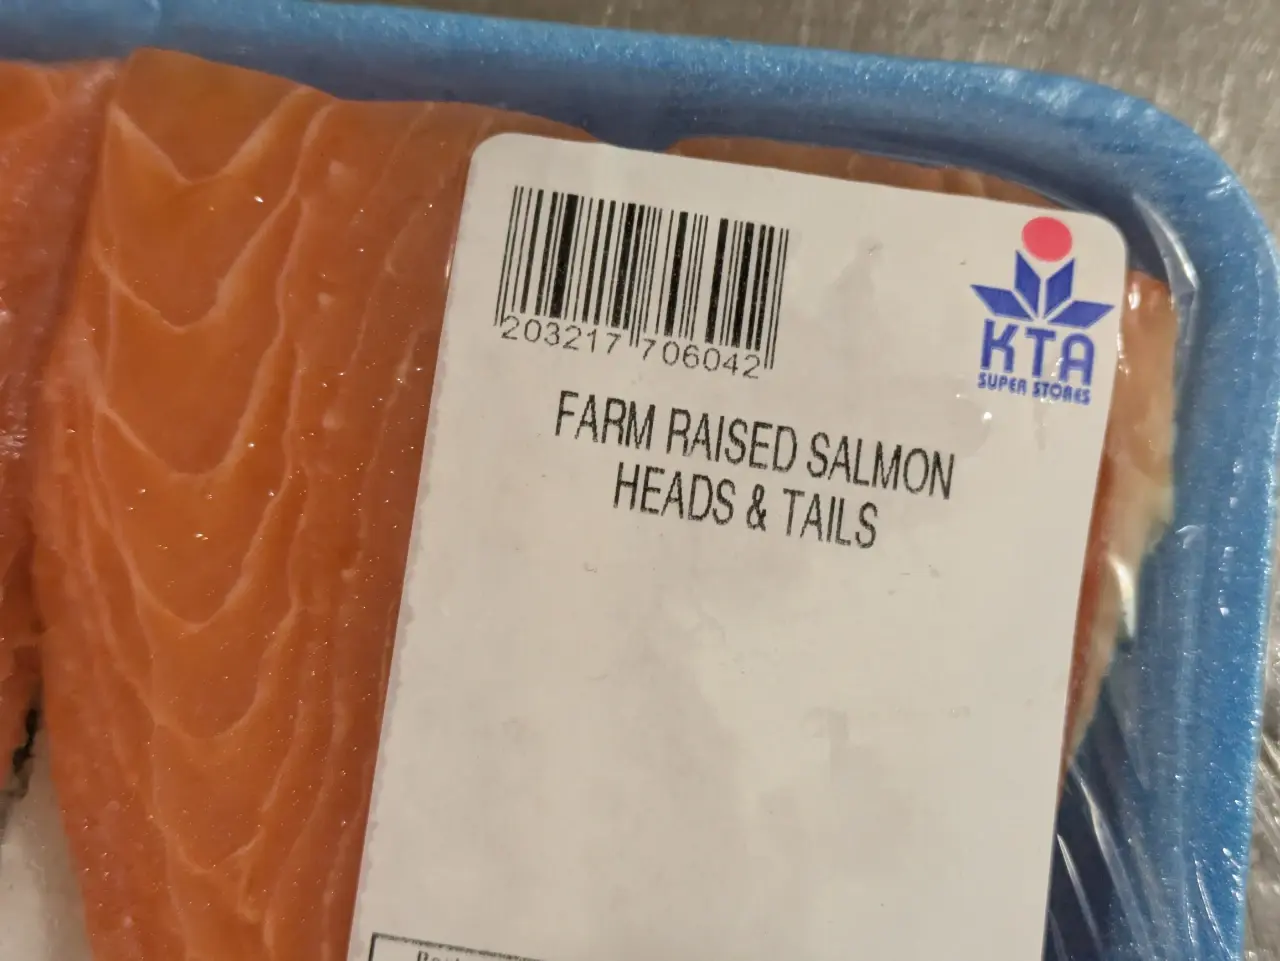 203217 706042
KTA
SUPER STORES
FARM RAISED SALMON
HEADS & TAILS